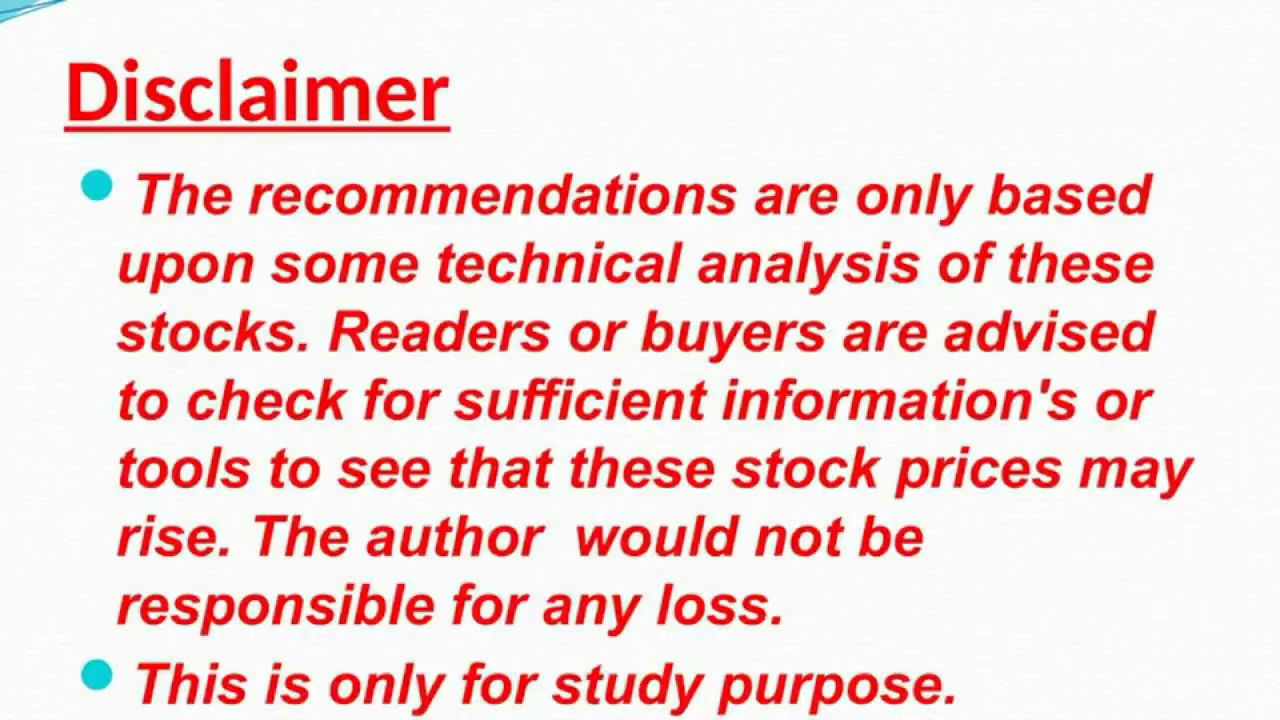 Disclaimer
The recommendations are only based
upon some technical analysis of these
stocks. Readers or buyers are advised
to check for sufficient information's or
tools to see that these stock prices may
rise. The author  would not be
responsible for any loss.
This is only for study purpose.